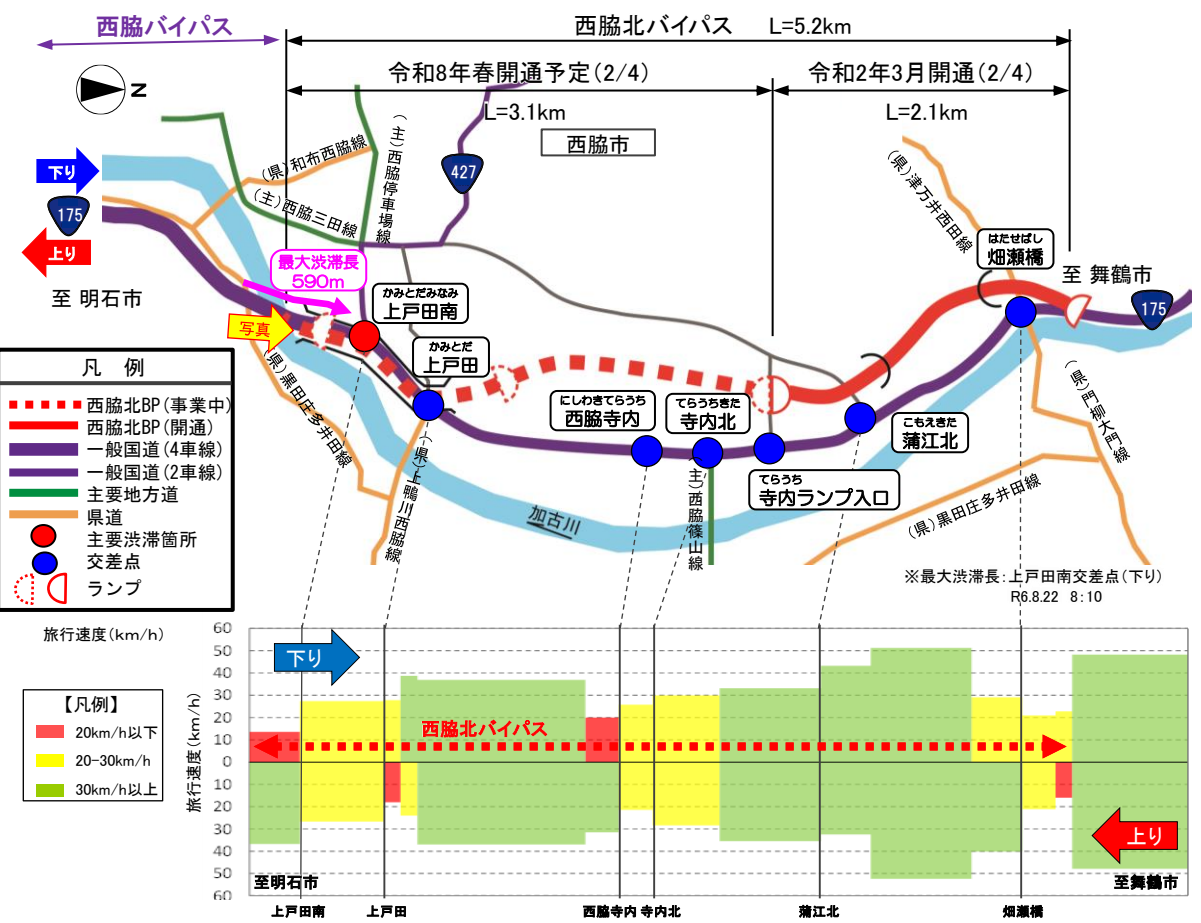 西脇バイパス
西脇北バイパス L=5.2km
令和8年春開通予定(2/4)
令和2年3月開通(2/4)
L=3.1km
L=2.1km
N
西脇市
下り
175
上り
至 明石市
(県)和布西脇線
(主)西脇三田線
(主)西脇停車場線
427
最大渋滞長
590m
写真
かみとだみなみ
上戸田南
かみとだ
上戸田
にしわきてらうち
西脇寺内
てらうちきた
寺内北
てらうち
寺内ランプ入口
こもえきた
蒲江北
はたせばし
畑瀬橋
(県)津万井西田線
至 舞鶴市
175
(県)門柳大門線
(県)黒田庄多井田線
(県)黒田庄多井田線
(県)上鴨川西脇線
(主)西脇篠山線
加古川
凡 例
西脇北BP(事業中)
西脇北BP(開通)
一般国道(4車線)
一般国道(2車線)
主要地方道
県道
主要渋滞箇所
交差点
ランプ
※最大渋滞長:上戸田南交差点(下り)
R6.8.22 8:10
旅行速度(km/h)
【凡例】
20km/h以下
20-30km/h
30km/h以上
旅行速度(km/h)
60
50
40
30
20
10
0
10
20
30
40
50
60
下り
西脇北バイパス
上り
至明石市
至舞鶴市
上戸田南
上戸田
西脇寺内
寺内北
蒲江北
畑瀬橋